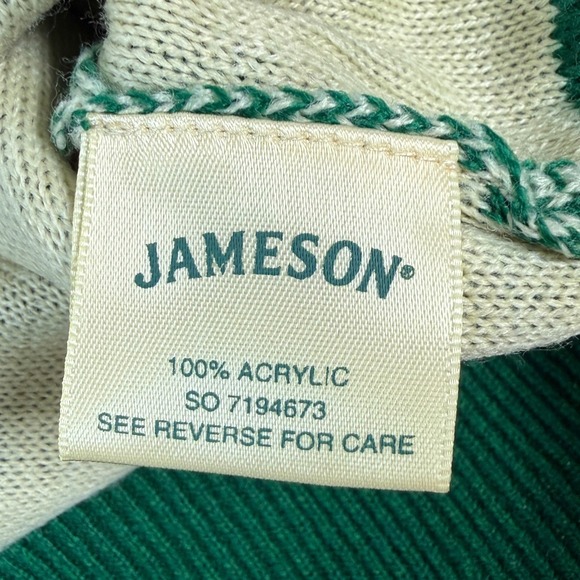 JAMESON®
100% ACRYLIC
SO 7194673
SEE REVERSE FOR CARE